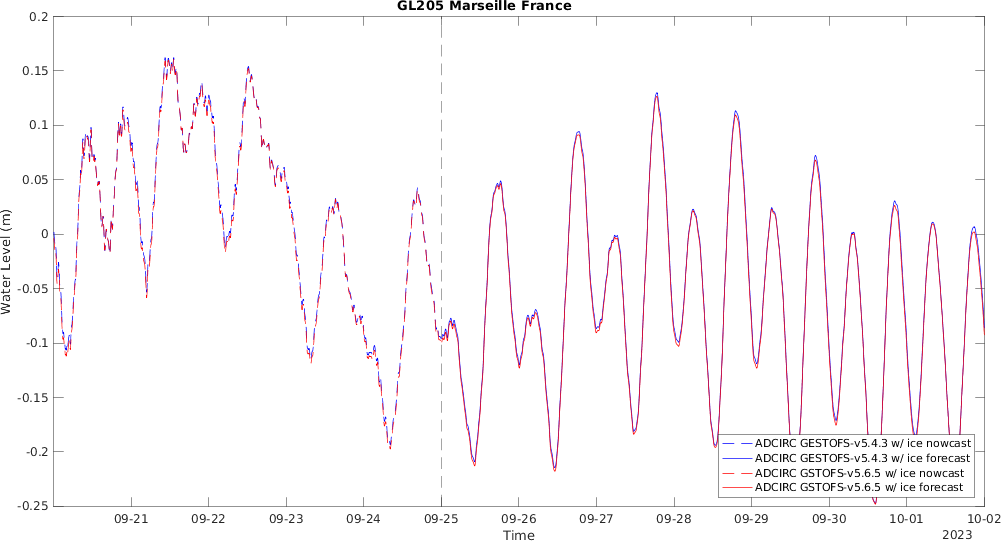 GL205 Marseille France
0.2
0.15
0.1
0.05
0
-0.05
-0.1
-0.15
-0.2
-0.25
Water Level (m)
09-21 09-22 09-23 09-24 09-25 09-26 09-27 09-28 09-29 09-30 10-01 10-02
Time
2023
ADCIRC GESTOFS-v5.4.3 w/ ice nowcast
ADCIRC GESTOFS-v5.4.3 w/ ice forecast
ADCIRC GSTOFS-v5.6.5 w/ ice nowcast
ADCIRC GSTOFS-v5.6.5 w/ ice forecast